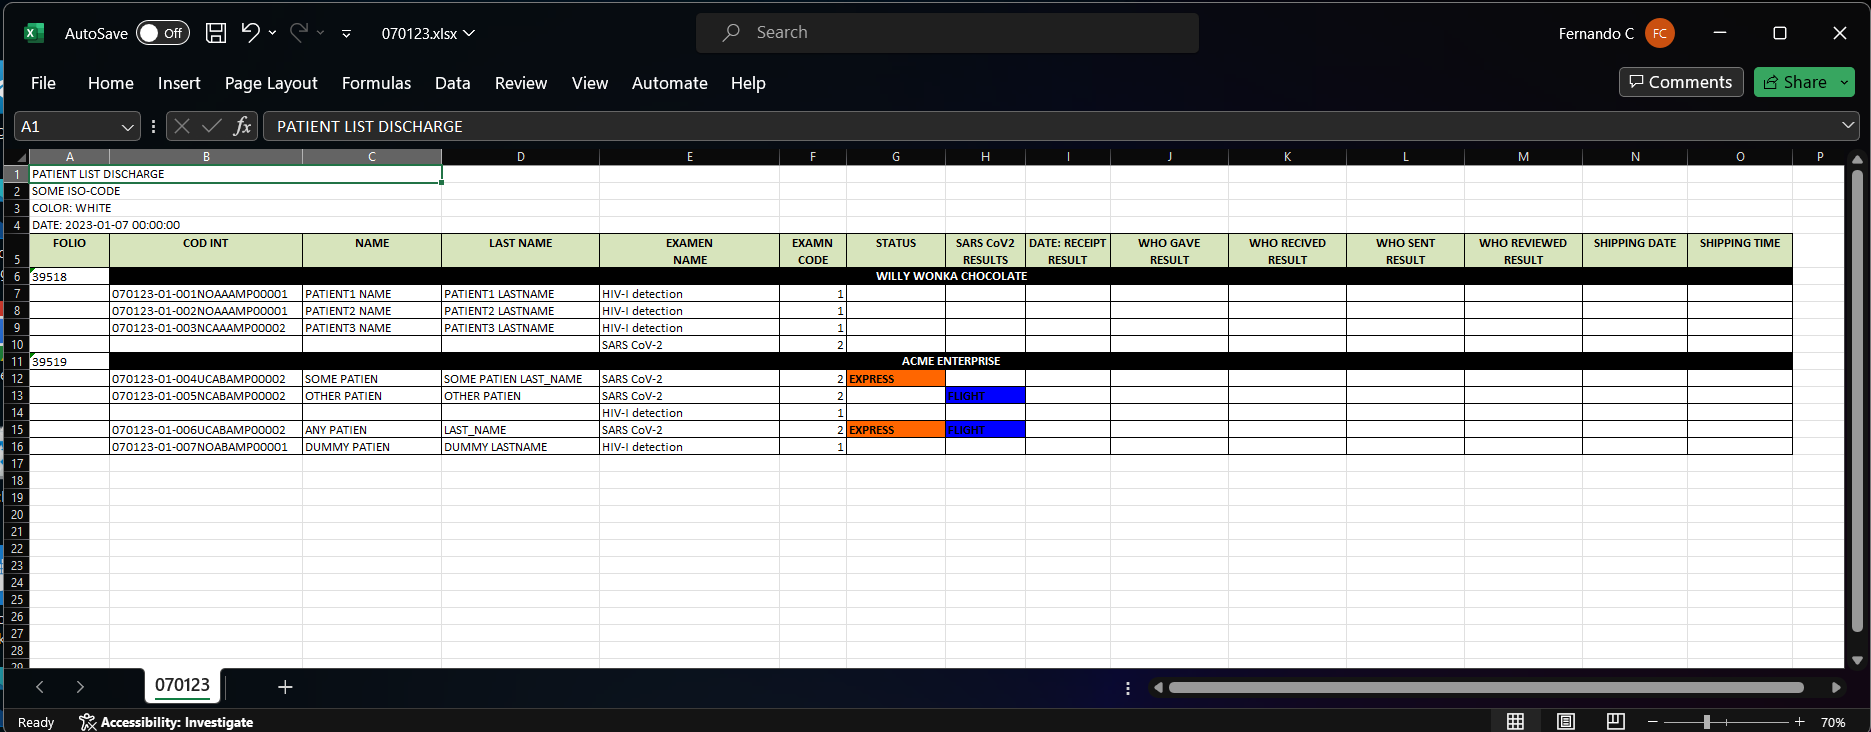 AutoSave Off 070123.xlsx Search Fernando C FC
File Home Insert Page Layout Formulas Data Review View Automate Help Comments Share
A1 fx PATIENT LIST DISCHARGE
A B C D E F G H I J K L M N O P
1 PATIENT LIST DISCHARGE
2 SOME ISO-CODE
3 COLOR: WHITE
4 DATE: 2023-01-07 00:00:00
FOLIO COD INT NAME LAST NAME EXAMEN EXAMN STATUS SARS CoV2 DATE: RECEIPT WHO GAVE WHO RECIVED WHO SENT WHO REVIEWED SHIPPING DATE SHIPPING TIME
5 NAME CODE RESULTS RESULT RESULT RESULT RESULT RESULT
6 39518 WILLY WONKA CHOCOLATE
7 070123-01-001NOAAAMP00001 PATIENT1 NAME PATIENT1 LASTNAME HIV-I detection 1
8 070123-01-002NOAAAMP00001 PATIENT2 NAME PATIENT2 LASTNAME HIV-I detection 1
9 070123-01-003NCAAAMP00002 PATIENT3 NAME PATIENT3 LASTNAME HIV-I detection 1
10 SARS CoV-2 2
11 39519 ACME ENTERPRISE
12 070123-01-004UCABAMP00002 SOME PATIEN SOME PATIEN LAST_NAME SARS CoV-2 2 EXPRESS
13 070123-01-005NCABAMP00002 OTHER PATIEN OTHER PATIEN SARS CoV-2 2 FLIGHT
14 HIV-I detection 1
15 070123-01-006UCABAMP00002 ANY PATIEN LAST_NAME SARS CoV-2 2 EXPRESS FLIGHT
16 070123-01-007NOABAMP00001 DUMMY PATIEN DUMMY LASTNAME HIV-I detection 1
17
18
19
20
21
22
23
24
25
26
27
28
29
070123
Ready Accessibility: Investigate 70%